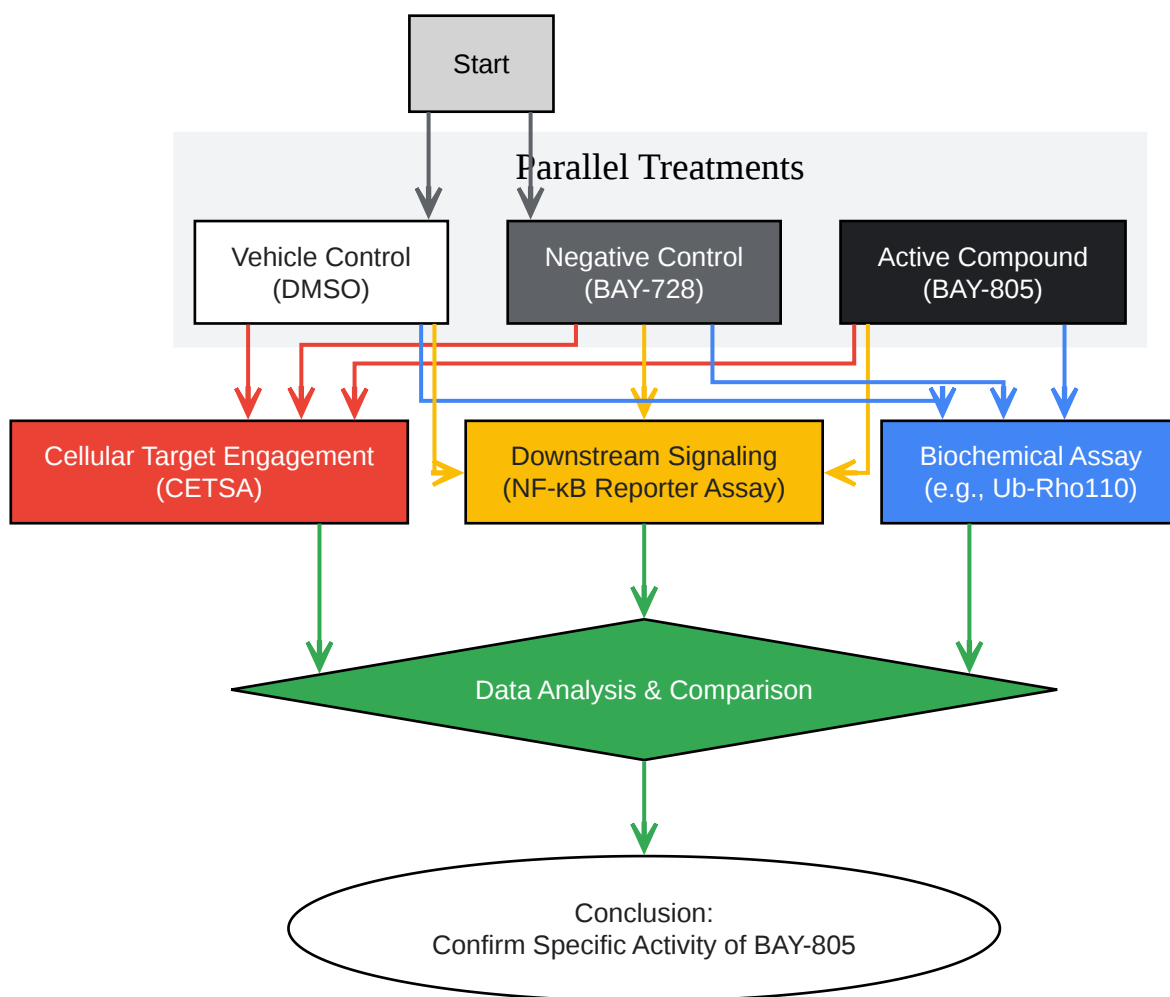 Start
Parallel Treatments
Vehicle Control
(DMSO)
Negative Control
(BAY-728)
Active Compound
(BAY-805)
Cellular Target Engagement
(CETSA)
Downstream Signaling
(NF-κB Reporter Assay)
Biochemical Assay
(e.g., Ub-Rho110)
Data Analysis & Comparison
Conclusion:
Confirm Specific Activity of BAY-805